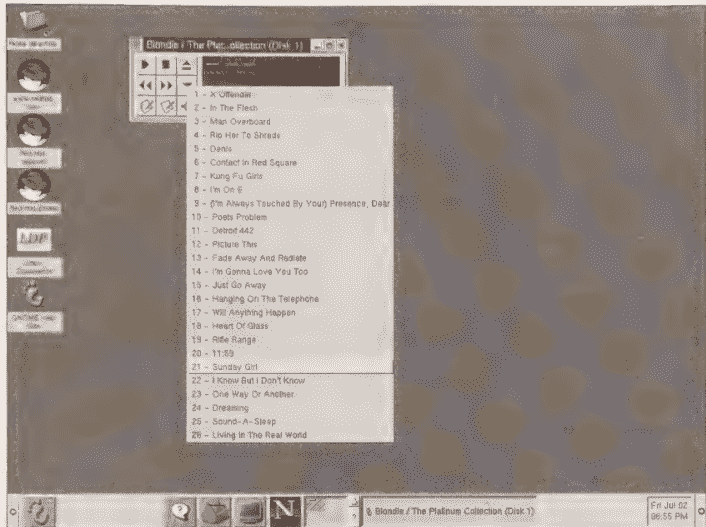 Blondie / The Plat..ollection (Disk 1)
1 - X Offender
2 - In The Flesh
3 - Man Overboard
4 - Rip Her To Shreds
5 - Denis
6 - Contact In Red Square
7 - Kung Fu Girls
8 - I'm On E
9 - (I'm Always Touched By Your) Presence, Dear
10 - Poets Problem
11 - Detroit 442
12 - Picture This
13 - Fade Away And Radiate
14 - I'm Gonna Love You Too
15 - Just Go Away
16 - Hanging On The Telephone
17 - Will Anything Happen
18 - Heart Of Glass
19 - Rifle Range
20 - 11:59
21 - Sunday Girl
22 - I Know But I Don't Know
23 - One Way Or Another
24 - Dreaming
25 - Sound-A-Sleep
26 - Living In The Real World
LDP
N
Blondie / The Platinum Collection (Disk 1)
Fri Jul 02
06:55 PM